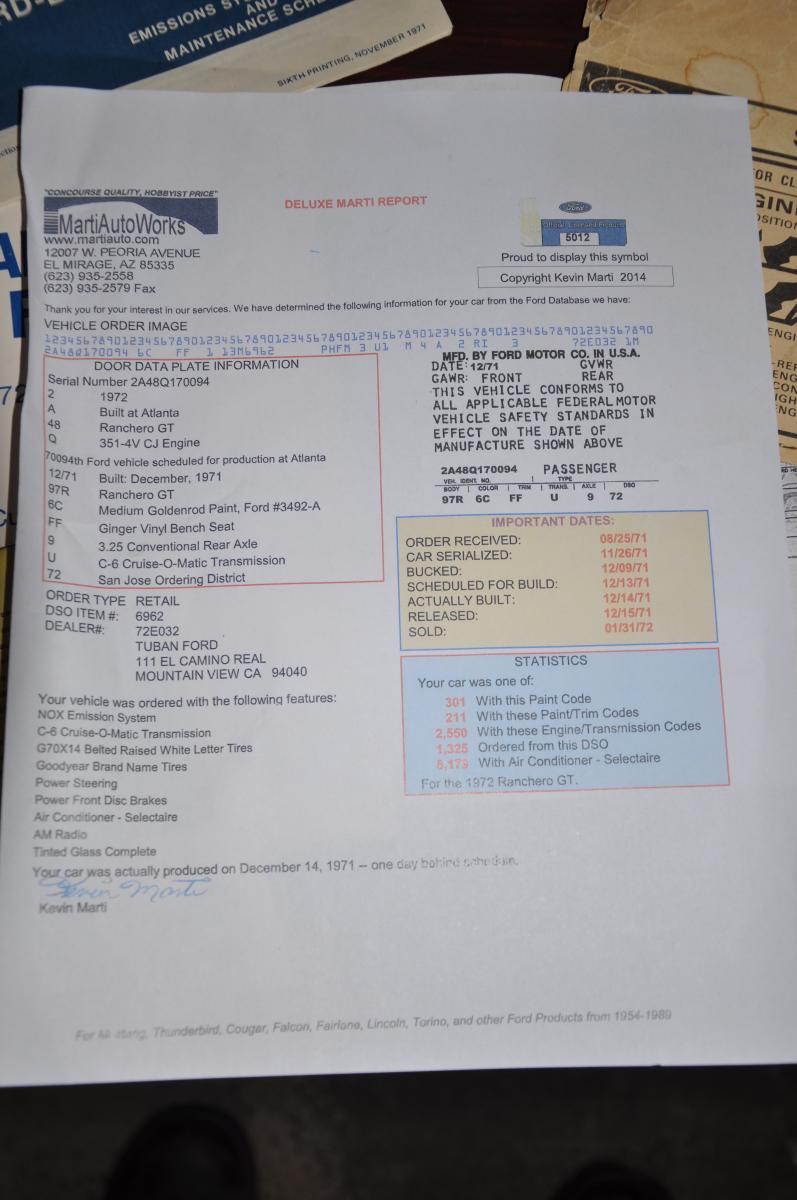 EMISSIONS
AND
MAINTENANCE
SIXTH PRINTING, NOVEMBER 1971
"CONCOURSE QUALITY, HOBBYIST PRICE"
MartiAutoWorks
www.martiauto.com
12007 W. PEORIA AVENUE
EL MIRAGE, AZ 85335
(623) 935-2558
(623) 935-2579 Fax
DELUXE MARTI REPORT
Ford
Official Licensed Product
5012
Proud to display this symbol
Copyright Kevin Marti 2014
Thank you for your interest in our services. We have determined the following information for your car from the Ford Database we have:
VEHICLE ORDER IMAGE
12345678901234567890123456789012345678901234567890123456789012345678901234567890
2A48Q170094 6C FF 1 13M6962 PHFM 3 U1 M 4 A 2 RI 3 72E032 1M
DOOR DATA PLATE INFORMATION
Serial Number 2A48Q170094
2 1972
A Built at Atlanta
48 Ranchero GT
Q 351-4V CJ Engine
70094th Ford vehicle scheduled for production at Atlanta
12/71 Built: December, 1971
97R Ranchero GT
6C Medium Goldenrod Paint, Ford #3492-A
FF Ginger Vinyl Bench Seat
9 3.25 Conventional Rear Axle
U C-6 Cruise-O-Matic Transmission
72 San Jose Ordering District
MFD. BY FORD MOTOR CO. IN U.S.A.
DATE: 12/71 GVWR
GAWR: FRONT REAR
THIS VEHICLE CONFORMS TO
ALL APPLICABLE FEDERAL MOTOR
VEHICLE SAFETY STANDARDS IN
EFFECT ON THE DATE OF
MANUFACTURE SHOWN ABOVE
2A48Q170094 PASSENGER
VEH. IDENT. NO. TYPE
BODY COLOR TRIM TRANS. AXLE DSO
97R 6C FF U 9 72
IMPORTANT DATES:
ORDER RECEIVED: 08/25/71
CAR SERIALIZED: 11/26/71
BUCKED: 12/09/71
SCHEDULED FOR BUILD: 12/13/71
ACTUALLY BUILT: 12/14/71
RELEASED: 12/15/71
SOLD: 01/31/72
ORDER TYPE RETAIL
DSO ITEM #: 6962
DEALER#: 72E032
TUBAN FORD
111 EL CAMINO REAL
MOUNTAIN VIEW CA 94040
STATISTICS
Your car was one of:
301 With this Paint Code
211 With these Paint/Trim Codes
2,550 With these Engine/Transmission Codes
1,325 Ordered from this DSO
8,179 With Air Conditioner - Selectaire
For the 1972 Ranchero GT.
Your vehicle was ordered with the following features:
NOX Emission System
C-6 Cruise-O-Matic Transmission
G70X14 Belted Raised White Letter Tires
Goodyear Brand Name Tires
Power Steering
Power Front Disc Brakes
Air Conditioner - Selectaire
AM Radio
Tinted Glass Complete
Your car was actually produced on December 14, 1971 -- one day behind schedule.
Kevin Marti
Kevin Marti
For Mustang, Thunderbird, Cougar, Falcon, Fairlane, Lincoln, Torino, and other Ford Products from 1954-1989